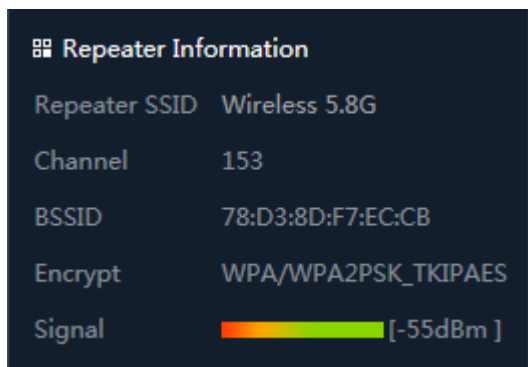 Repeater Information
Repeater SSID Wireless 5.8G
Channel 153
BSSID 78:D3:8D:F7:EC:CB
Encrypt WPA/WPA2PSK_TKIPAES
Signal [-55dBm ]